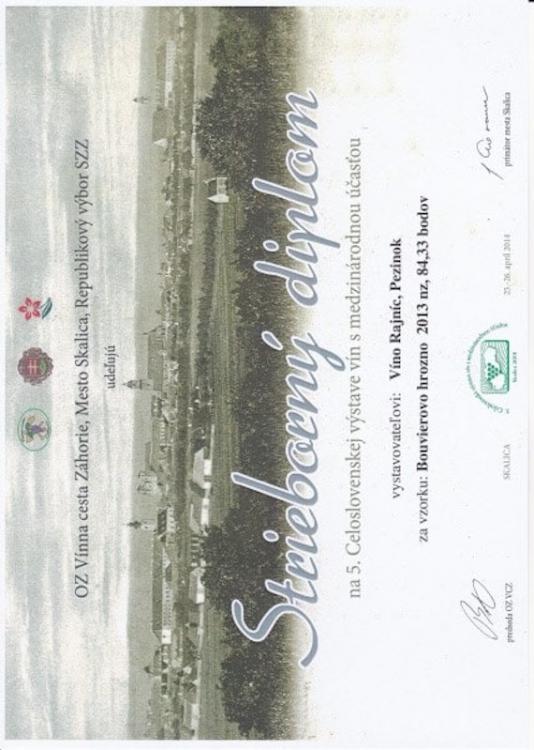 OZ Vínna cesta Záhorie, Mesto Skalica, Republikový výbor SZZ
udeľujú
Strieborný diplom
na 5. Celoslovenskej výstave vín s medzinárodnou účasťou
vystavovateľovi: Víno Rajníc, Pezinok
za vzorku: Bouvierovo hrozno 2013 nz, 84,33 bodov
SKALICA
25.-26. apríl 2014
predseda OZ VCZ
primátor mesta Skalica